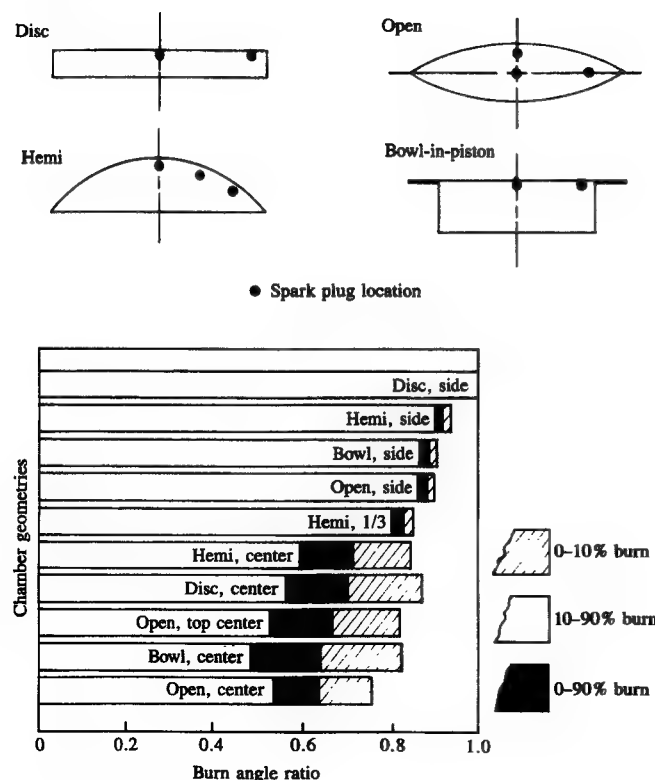 Disc
Open
Hemi
Bowl-in-piston
Spark plug location
Disc, side
Hemi, side
Bowl, side
Open, side
Hemi, 1/3
Hemi, center
Disc, center
Open, top center
Bowl, center
Open, center
Chamber geometries
0–10% burn
10–90% burn
0–90% burn
0 0.2 0.4 0.6 0.8 1.0
Burn angle ratio